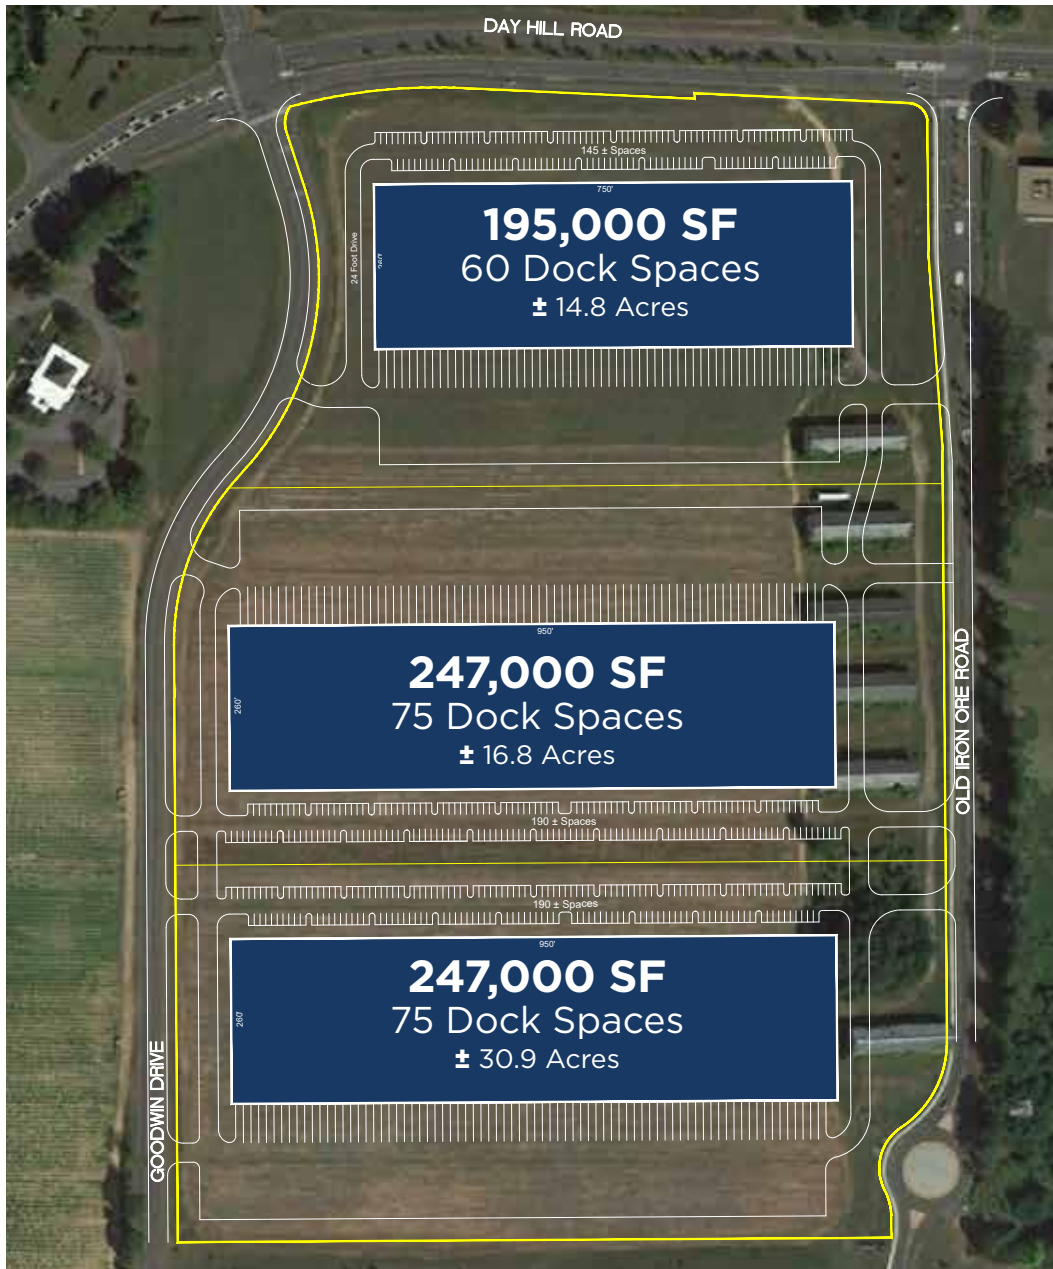 DAY HILL ROAD
145 ± Spaces
750'
24 Foot Drive
260'
195,000 SF
60 Dock Spaces
± 14.8 Acres
950'
260'
247,000 SF
75 Dock Spaces
± 16.8 Acres
OLD IRON ORE ROAD
190 ± Spaces
190 ± Spaces
950'
260'
247,000 SF
75 Dock Spaces
± 30.9 Acres
GOODWIN DRIVE